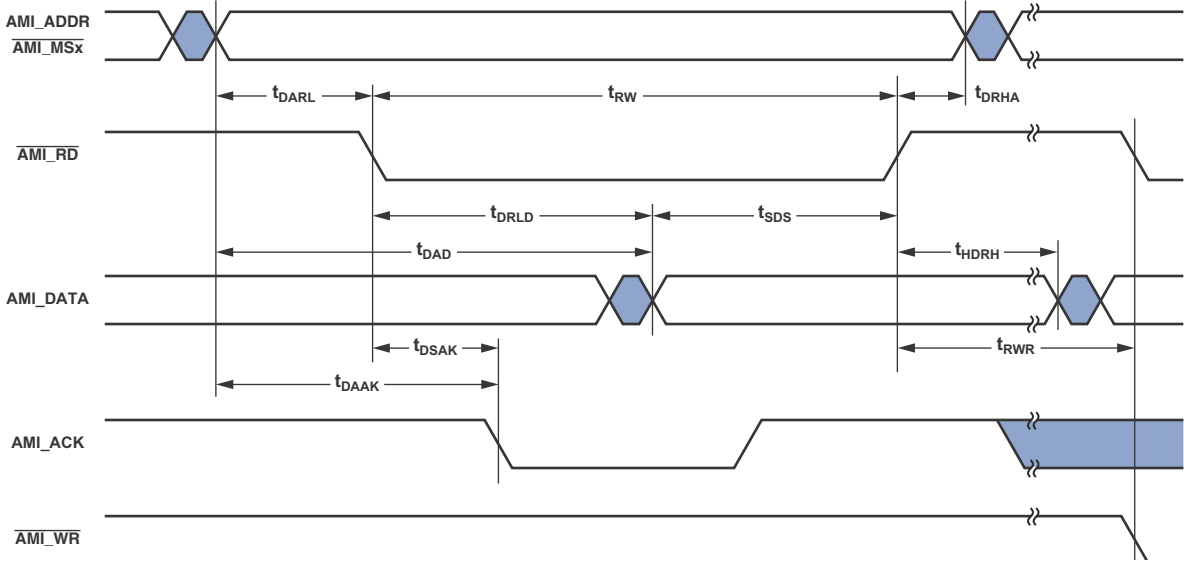 AMI_ADDR
AMI_MSx
tDARL
tRW
tDRHA
AMI_RD
tDRLD
tSDS
tDAD
tHDRH
AMI_DATA
tDSAK
tRWR
tDAAK
AMI_ACK
AMI_WR